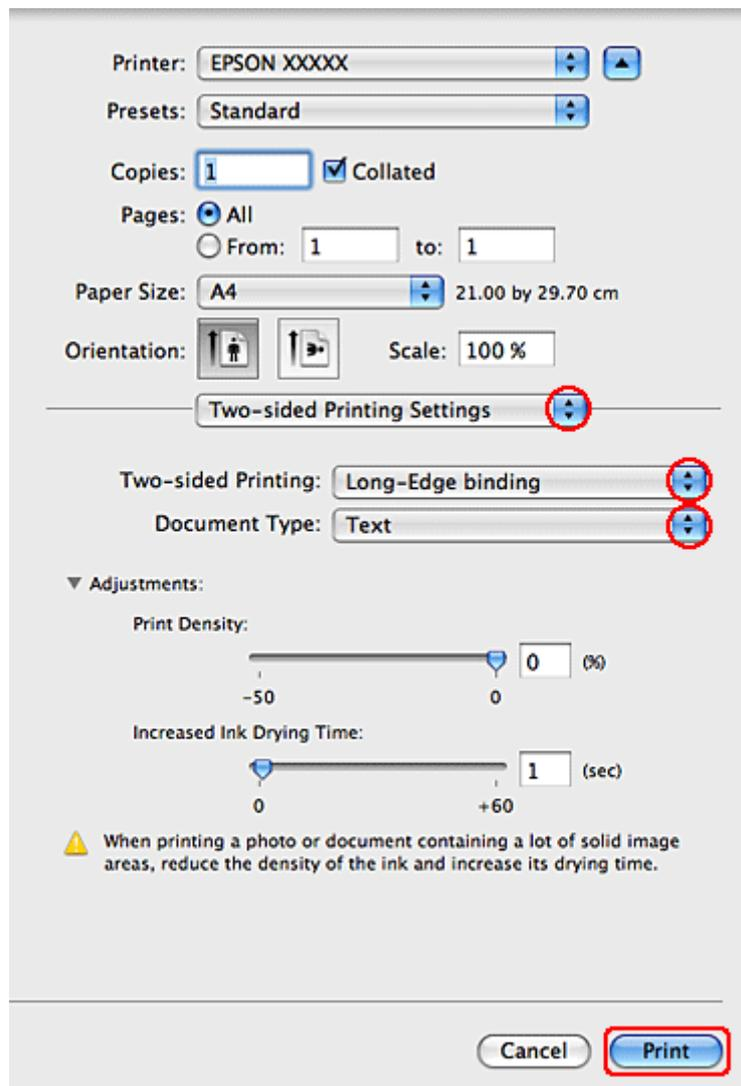 Printer: EPSON XXXXX
Presets: Standard
Copies: 1 Collated
Pages: All
From: 1 to: 1
Paper Size: A4 21.00 by 29.70 cm
Orientation: Scale: 100 %
Two-sided Printing Settings
Two-sided Printing: Long-Edge binding
Document Type: Text
Adjustments:
Print Density:
0 (%)
-50 0
Increased Ink Drying Time:
1 (sec)
0 +60
When printing a photo or document containing a lot of solid image
areas, reduce the density of the ink and increase its drying time.
Cancel Print